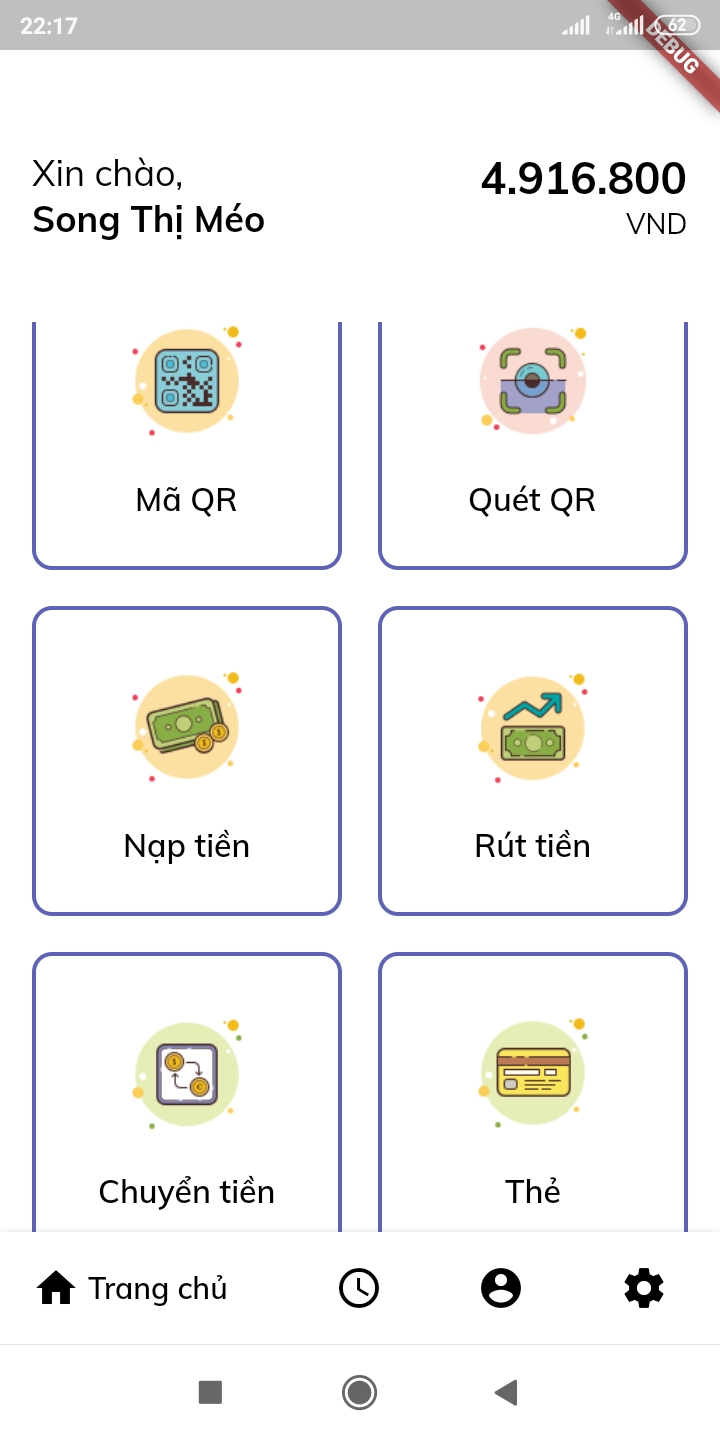 22:17
4G
62
DEBUG
Xin chào,
Song Thị Méo
4.916.800
VND
Mã QR
Quét QR
Nạp tiền
Rút tiền
Chuyển tiền
Thẻ
Trang chủ